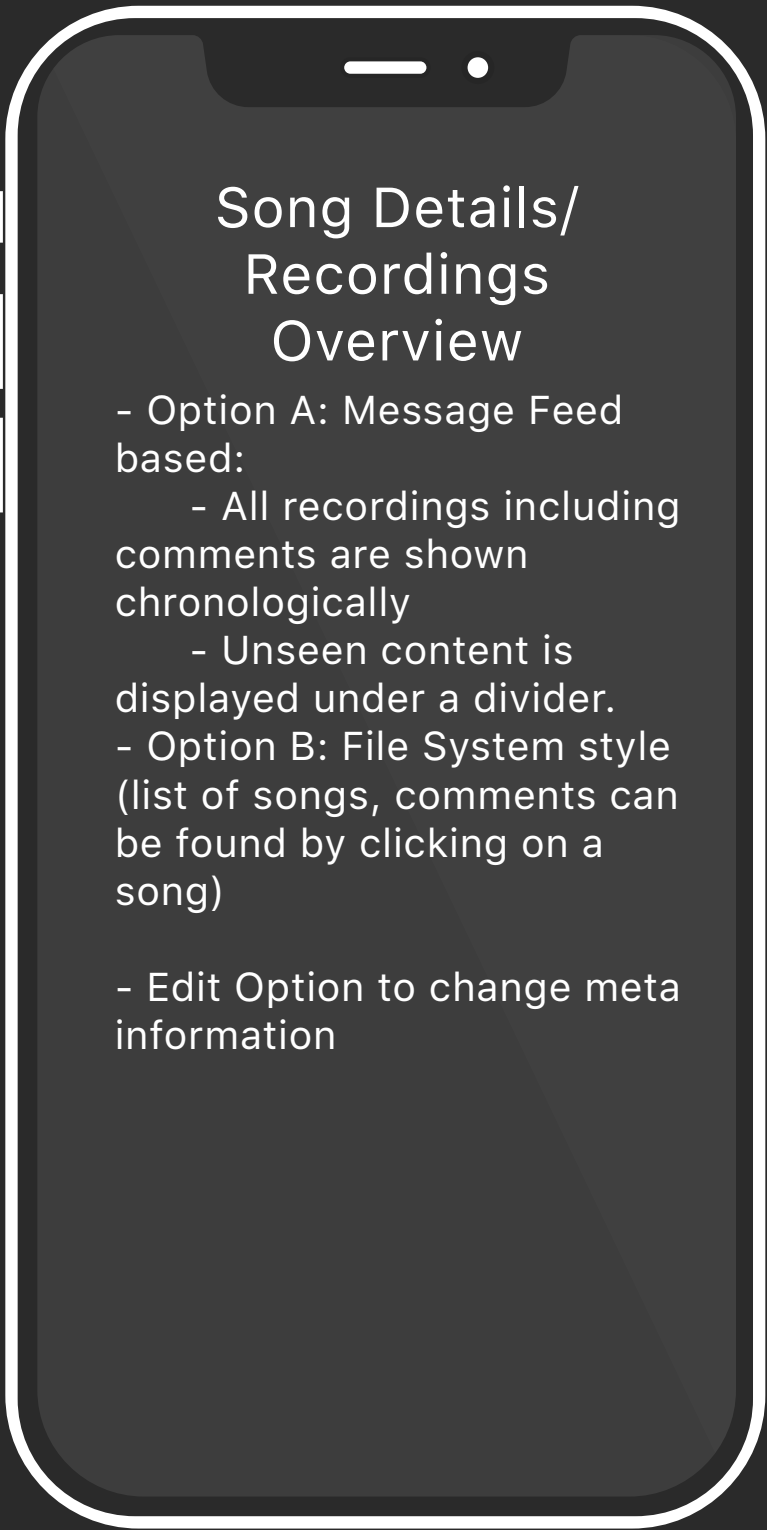 Song Details/
Recordings
Overview
- Option A: Message Feed
based:
- All recordings including
comments are shown
chronologically
- Unseen content is
displayed under a divider.
- Option B: File System style
(list of songs, comments can
be found by clicking on a
song)
- Edit Option to change meta
information